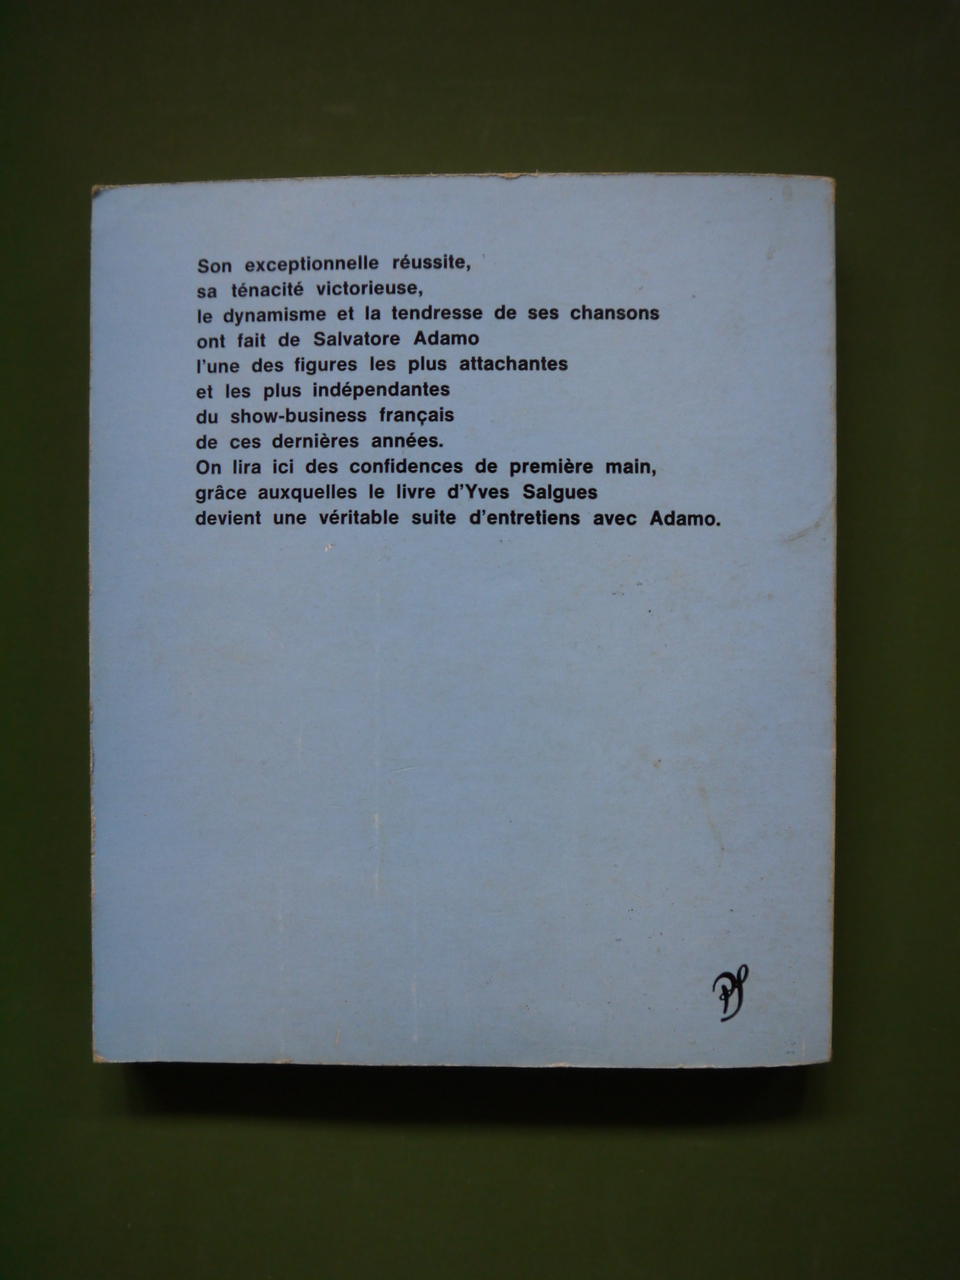 Son exceptionnelle réussite,
sa ténacité victorieuse,
le dynamisme et la tendresse de ses chansons
ont fait de Salvatore Adamo
l'une des figures les plus attachantes
et les plus indépendantes
du show-business français
de ces dernières années.
On lira ici des confidences de première main,
grâce auxquelles le livre d'Yves Salgues
devient une véritable suite d'entretiens avec Adamo.